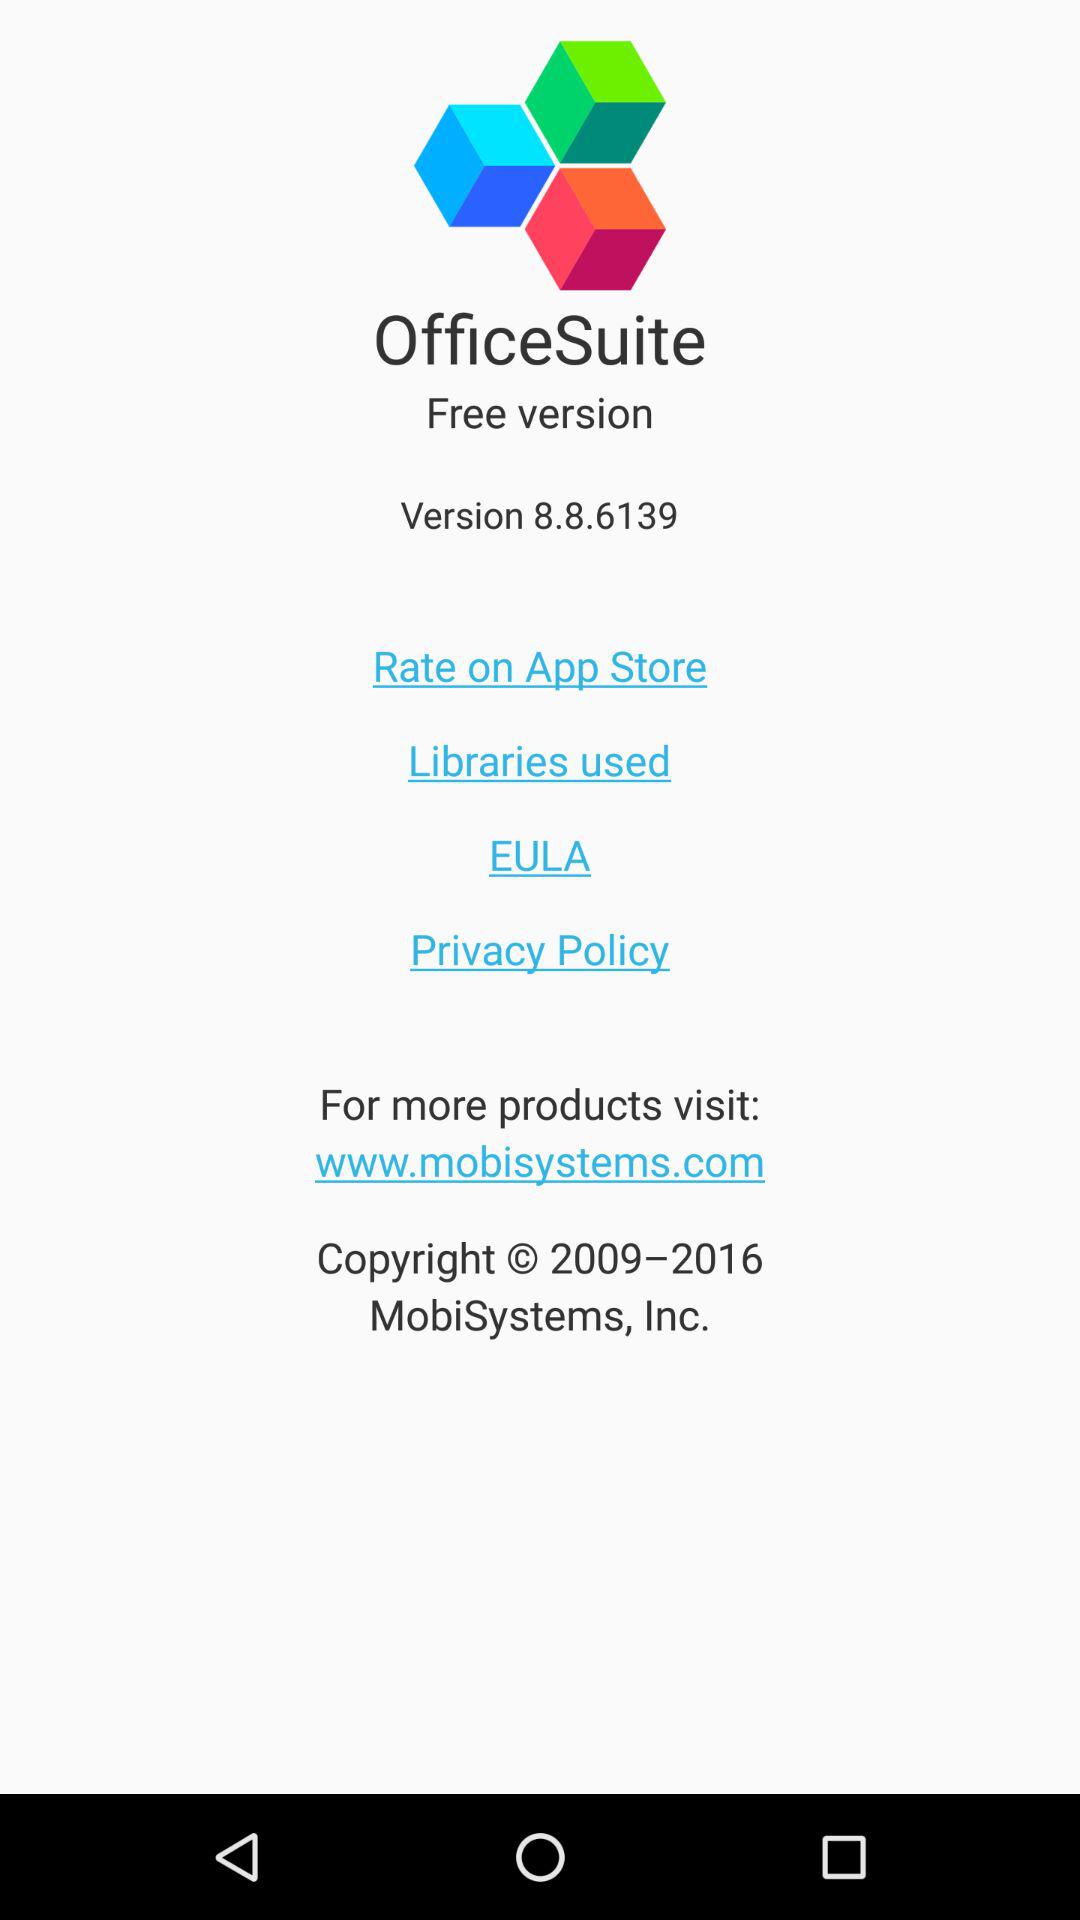 OfficeSuite
Free version
Version 8.8.6139
Rate on App Store
Libraries used
EULA
Privacy Policy
For more products visit:
www.mobisystems.com
Copyright © 2009–2016
MobiSystems, Inc.